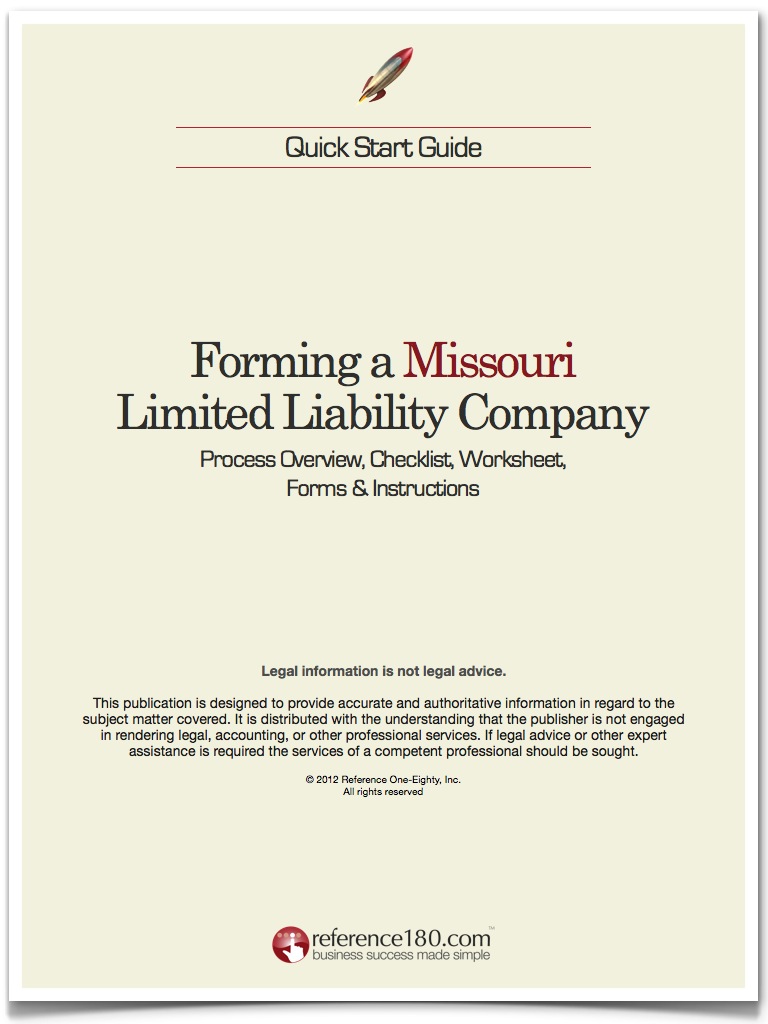 Quick Start Guide
Forming a Missouri
Limited Liability Company
Process Overview, Checklist, Worksheet,
Forms & Instructions
Legal information is not legal advice.
This publication is designed to provide accurate and authoritative information in regard to the
subject matter covered. It is distributed with the understanding that the publisher is not engaged
in rendering legal, accounting, or other professional services. If legal advice or other expert
assistance is required the services of a competent professional should be sought.
© 2012 Reference One-Eighty, Inc.
All rights reserved
reference180.com™
business success made simple